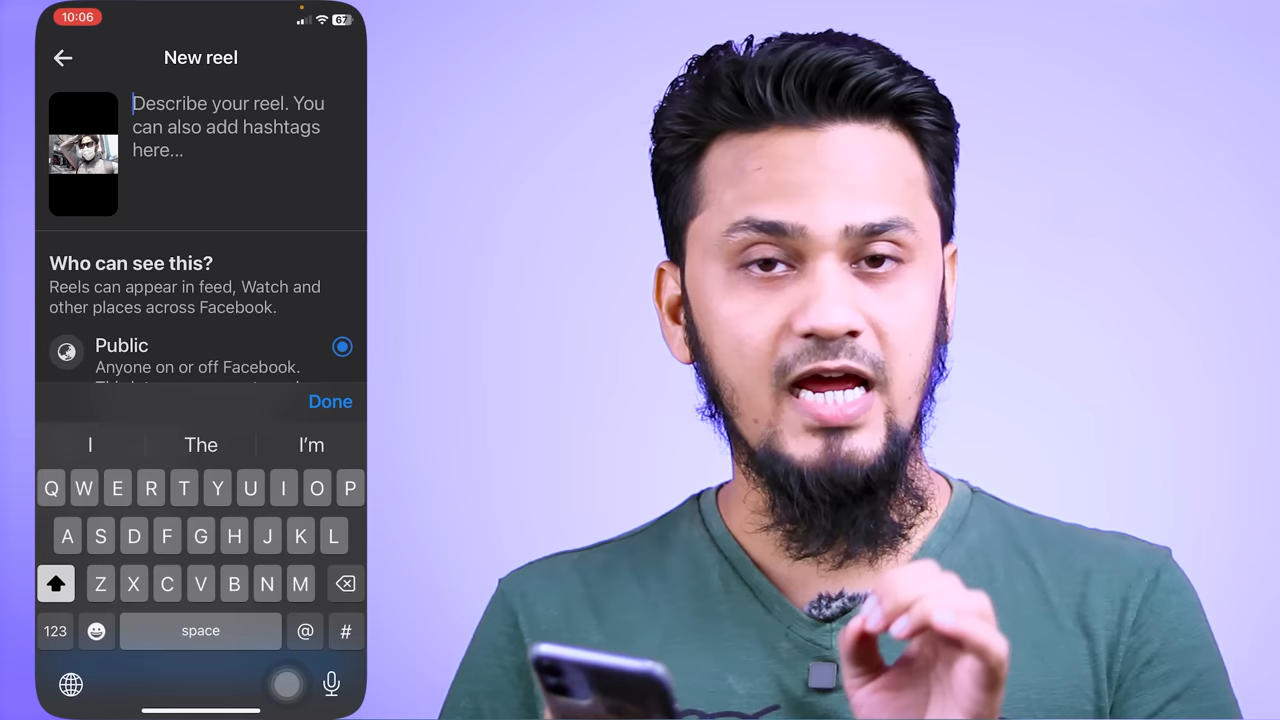 10:06
67
New reel
Describe your reel. You
can also add hashtags
here...
Who can see this?
Reels can appear in feed, Watch and
other places across Facebook.
Public
Anyone on or off Facebook.
Done
I The I'm
Q W E R T Y U I O P
A S D F G H J K L
Z X C V B N M
123 space @ #